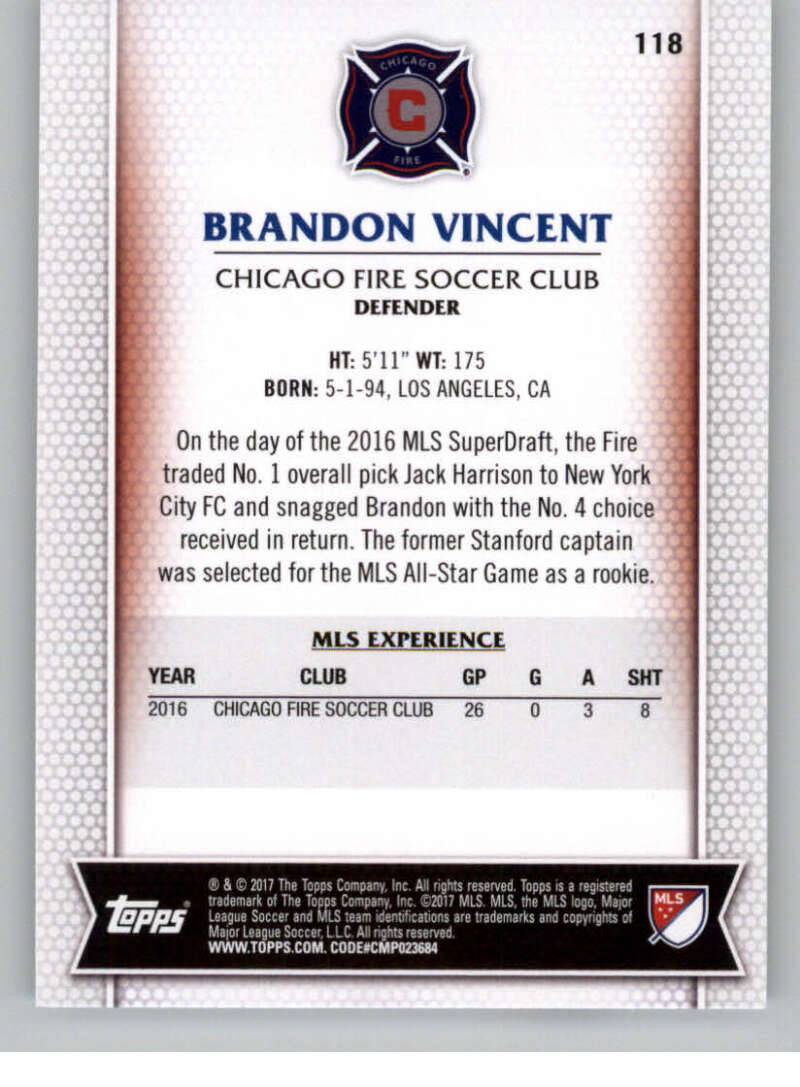 118
CHICAGO
C
FIRE
BRANDON VINCENT
CHICAGO FIRE SOCCER CLUB
DEFENDER
HT: 5'11" WT: 175
BORN: 5-1-94, LOS ANGELES, CA
On the day of the 2016 MLS SuperDraft, the Fire
traded No. 1 overall pick Jack Harrison to New York
City FC and snagged Brandon with the No. 4 choice
received in return. The former Stanford captain
was selected for the MLS All-Star Game as a rookie.
MLS EXPERIENCE
YEAR CLUB GP G A SHT
2016 CHICAGO FIRE SOCCER CLUB 26 0 3 8
® & © 2017 The Topps Company, Inc. All rights reserved. Topps is a registered
trademark of The Topps Company, Inc. ©2017 MLS. MLS, the MLS logo, Major
League Soccer and MLS team identifications are trademarks and copyrights of
Major League Soccer, L.L.C. All rights reserved.
WWW.TOPPS.COM. CODE#CMP023684
Topps®
MLS